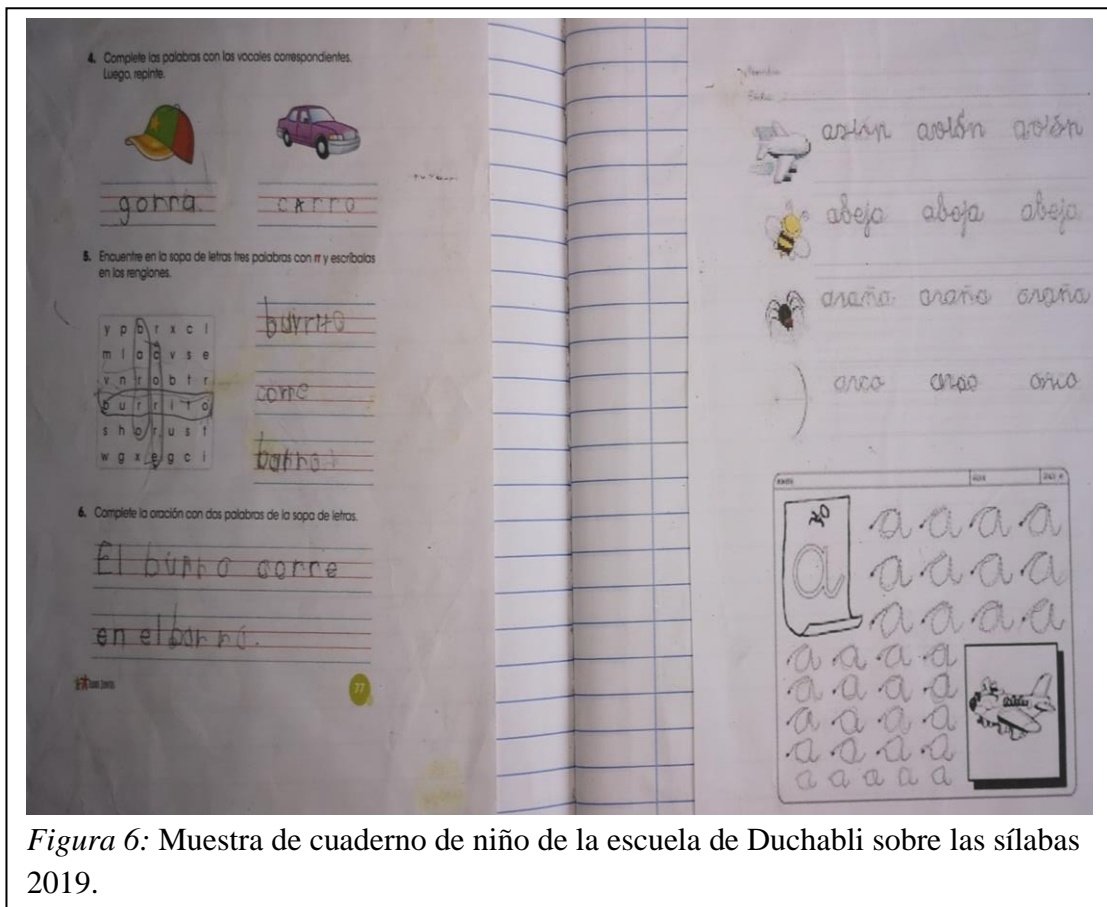 4. Complete las palabras con las vocales correspondientes.
Luego, repinte.
gorra
carro
5. Encuentre en la sopa de letras tres palabras con rr y escríbalas
en los renglones.
y p b r x c l
m l a c v s e
v n r o b t r
b u r r i t o
s h o r u s t
w g x e g c i
burrito
corre
barro
6. Complete la oración con dos palabras de la sopa de letras.
El burro corre
en el barro.
77
avión avión avión
abeja abeja abeja
araña araña araña
arco arco arco
a a a a a
a a a a
a a a a
a a a a
a a a a
a a a a
a a a a
a a a a a
Figura 6: Muestra de cuaderno de niño de la escuela de Duchabli sobre las sílabas
2019.